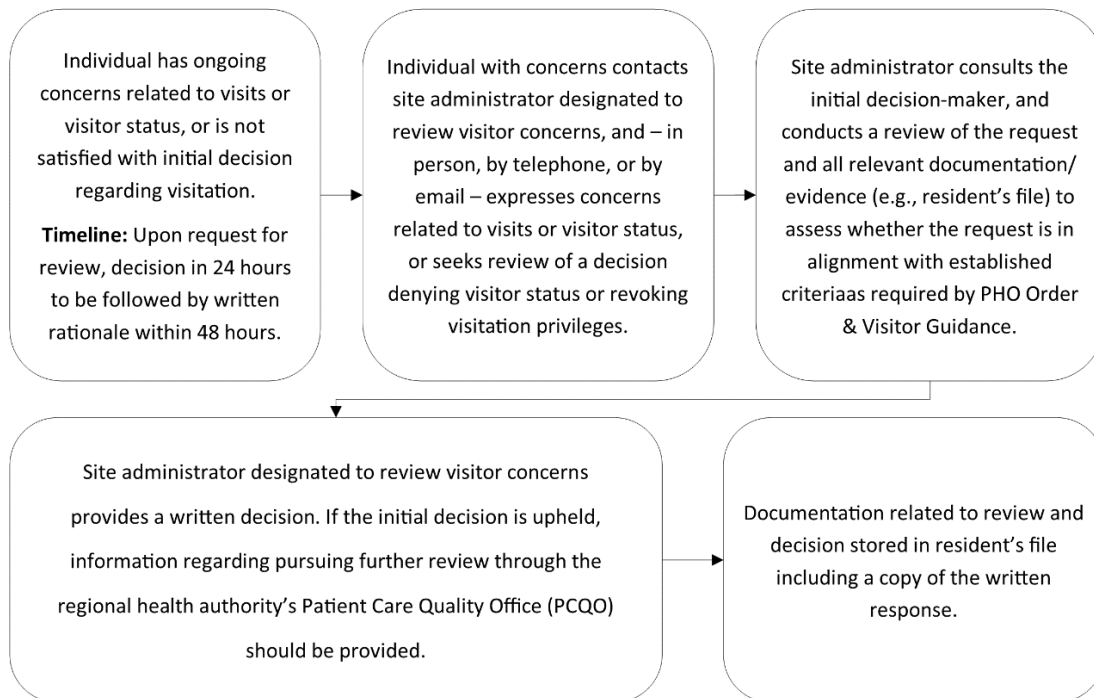 Individual has ongoing
concerns related to visits or
visitor status, or is not
satisfied with initial decision
regarding visitation.
Timeline: Upon request for
review, decision in 24 hours
to be followed by written
rationale within 48 hours.
Individual with concerns contacts
site administrator designated to
review visitor concerns, and – in
person, by telephone, or by
email – expresses concerns
related to visits or visitor status,
or seeks review of a decision
denying visitor status or revoking
visitation privileges.
Site administrator consults the
initial decision-maker, and
conducts a review of the request
and all relevant documentation/
evidence (e.g., resident’s file) to
assess whether the request is in
alignment with established
criteriaas required by PHO Order
& Visitor Guidance.
Site administrator designated to review visitor concerns
provides a written decision. If the initial decision is upheld,
information regarding pursuing further review through the
regional health authority’s Patient Care Quality Office (PCQO)
should be provided.
Documentation related to review and
decision stored in resident’s file
including a copy of the written
response.